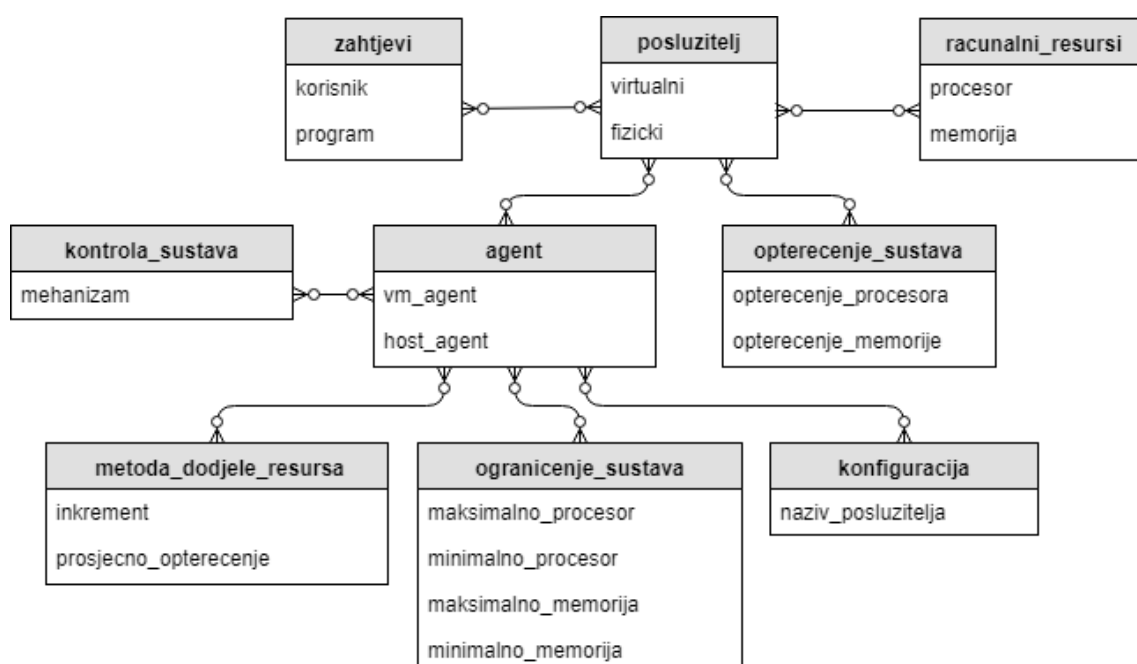 zahtjevi
korisnik
program
posluzitelj
virtualni
fizicki
racunalni_resursi
procesor
memorija
kontrola_sustava
mehanizam
agent
vm_agent
host_agent
opterecenje_sustava
opterecenje_procesora
opterecenje_memorije
metoda_dodjele_resursa
inkrement
prosjecno_opterecenje
ogranicenje_sustava
maksimalno_procesor
minimalno_procesor
maksimalno_memorija
minimalno_memorija
konfiguracija
naziv_posluzitelja